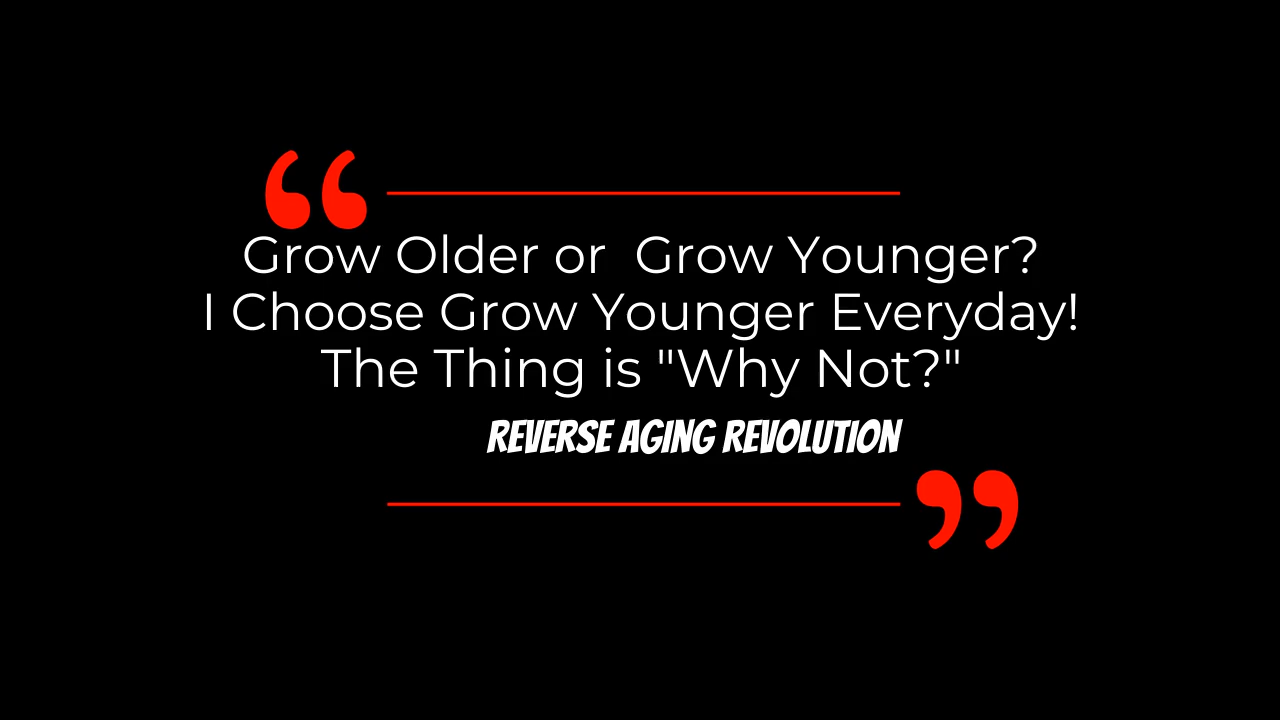 Grow Older or  Grow Younger?
I Choose Grow Younger Everyday!
The Thing is "Why Not?"
REVERSE AGING REVOLUTION